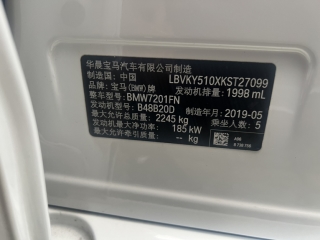 华晨宝马汽车有限公司制造
制造国：中国 LBVKY510XKST27099
品牌：宝马(BMW)牌 发动机排量：1998 mL
整车型号：BMW7201FN
发动机型号：B48B20D 制造年月：2019-05
最大允许总质量： 2245 kg 乘坐人数：5
最大净功率： 185 kW
最大允许牵引质量： -- kg